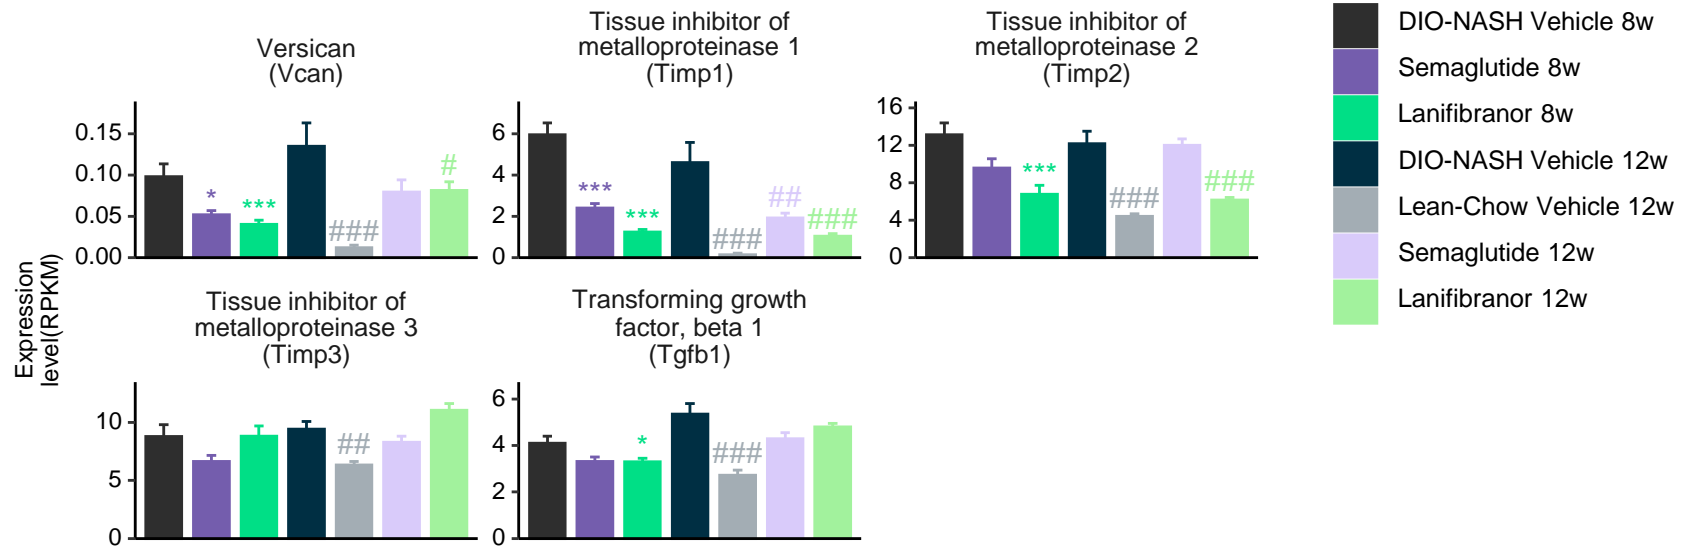 Versican
(Vcan)
0.15
0.10
0.05
0.00
*
***
###
#
Tissue inhibitor of
metalloproteinase 1
(Timp1)
6
4
2
0
***
***
###
##
###
Tissue inhibitor of
metalloproteinase 2
(Timp2)
16
12
8
4
0
***
###
###
DIO-NASH Vehicle 8w
Semaglutide 8w
Lanifibranor 8w
DIO-NASH Vehicle 12w
Lean-Chow Vehicle 12w
Semaglutide 12w
Lanifibranor 12w
Expression
level(RPKM)
Tissue inhibitor of
metalloproteinase 3
(Timp3)
10
5
0
##
Transforming growth
factor, beta 1
(Tgfb1)
6
4
2
0
*
###